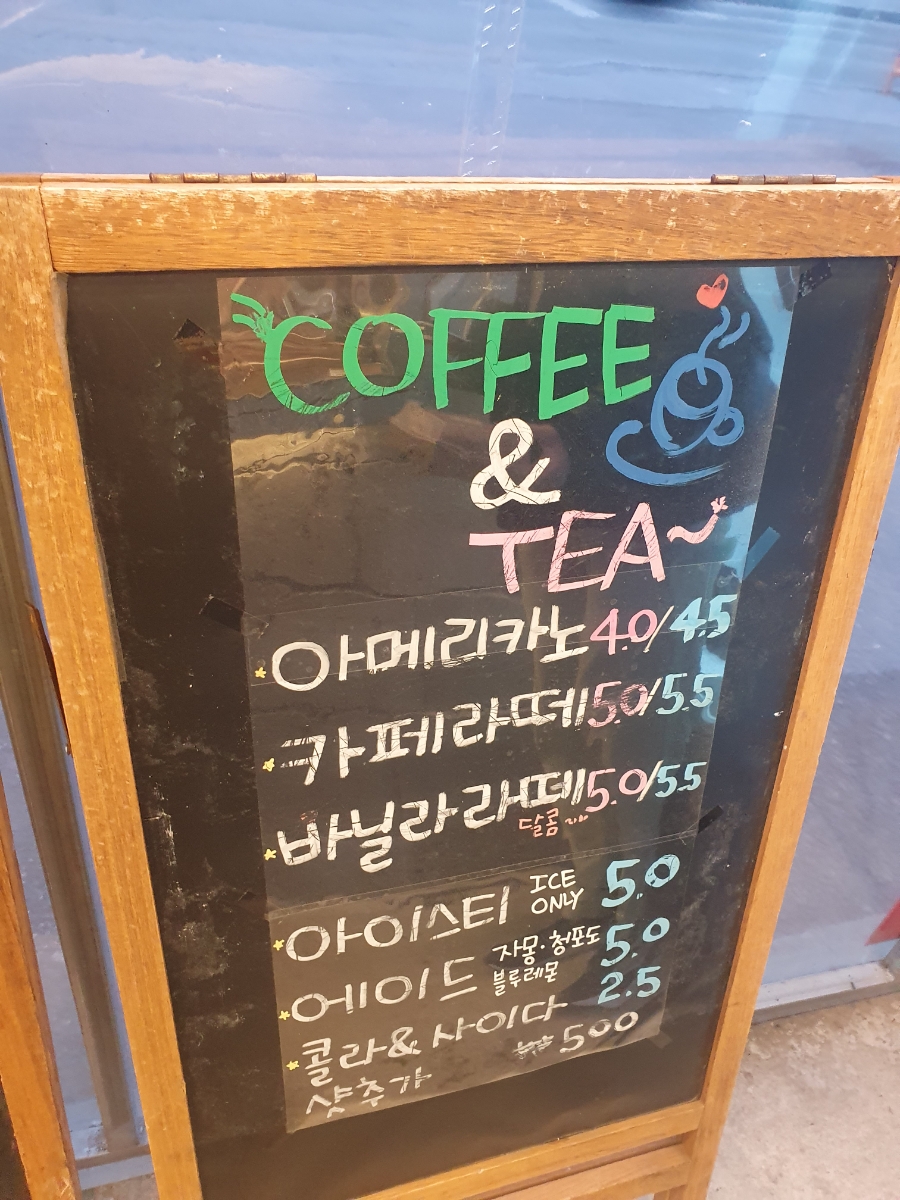 COFFEE
&
TEA~
아메리카노 4.0/4.5
카페라떼 5.0/5.5
바닐라라떼 5.0/5.5
달콤~
아이스티 ICE ONLY 5.0
에이드 자몽·청포도 블루레몬 5.0
콜라&사이다 2.5
샷추가 ₩500